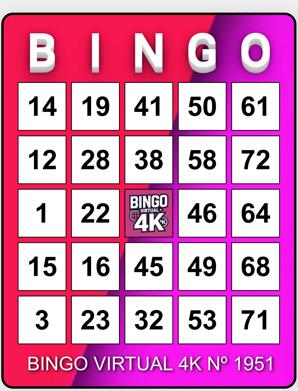 B I N G O
14 19 41 50 61
12 28 38 58 72
1 22 BINGO VIRTUAL 4K 46 64
15 16 45 49 68
3 23 32 53 71
BINGO VIRTUAL 4K Nº 1951